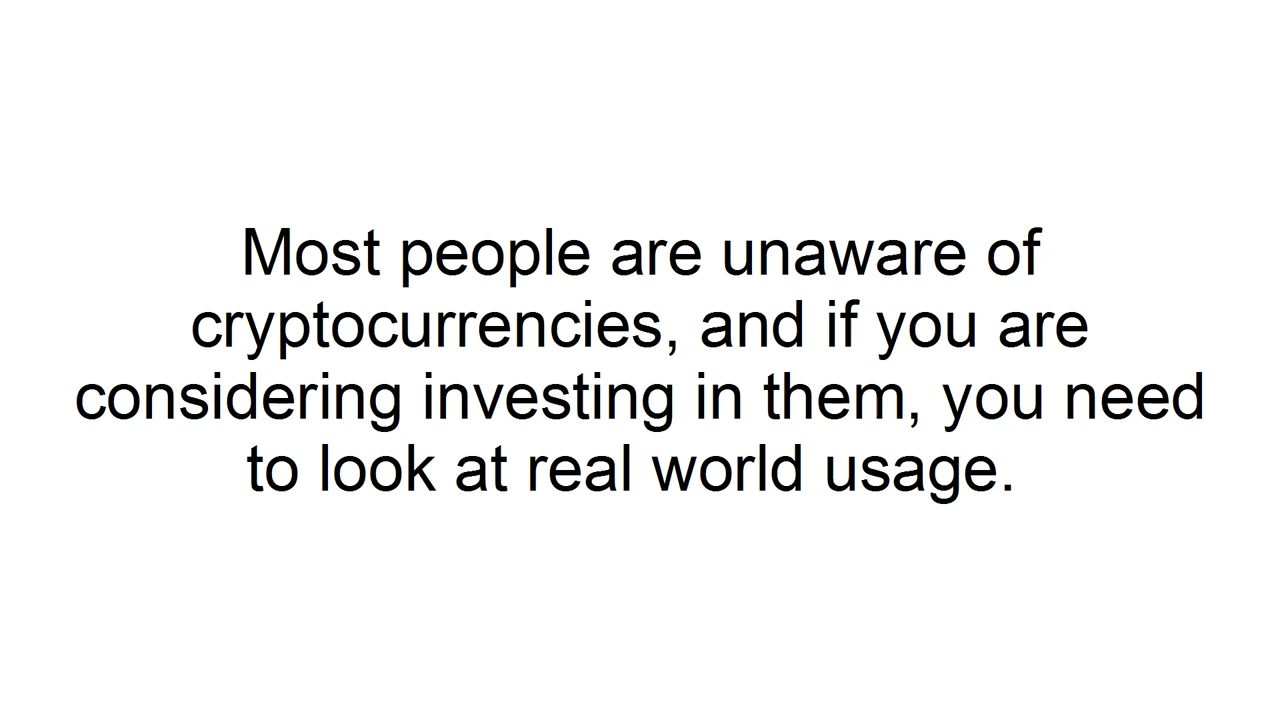 Most people are unaware of
cryptocurrencies, and if you are
considering investing in them, you need
to look at real world usage.